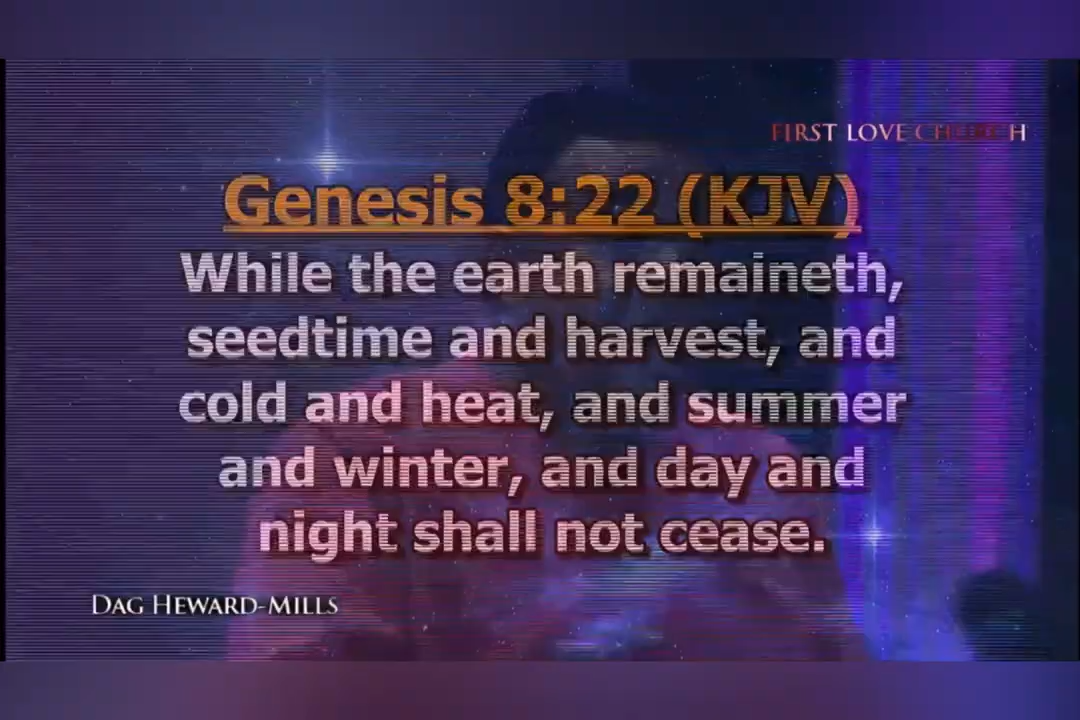 FIRST LOVE CHURCH
Genesis 8:22 (KJV)
While the earth remaineth,
seedtime and harvest, and
cold and heat, and summer
and winter, and day and
night shall not cease.
DAG HEWARD-MILLS